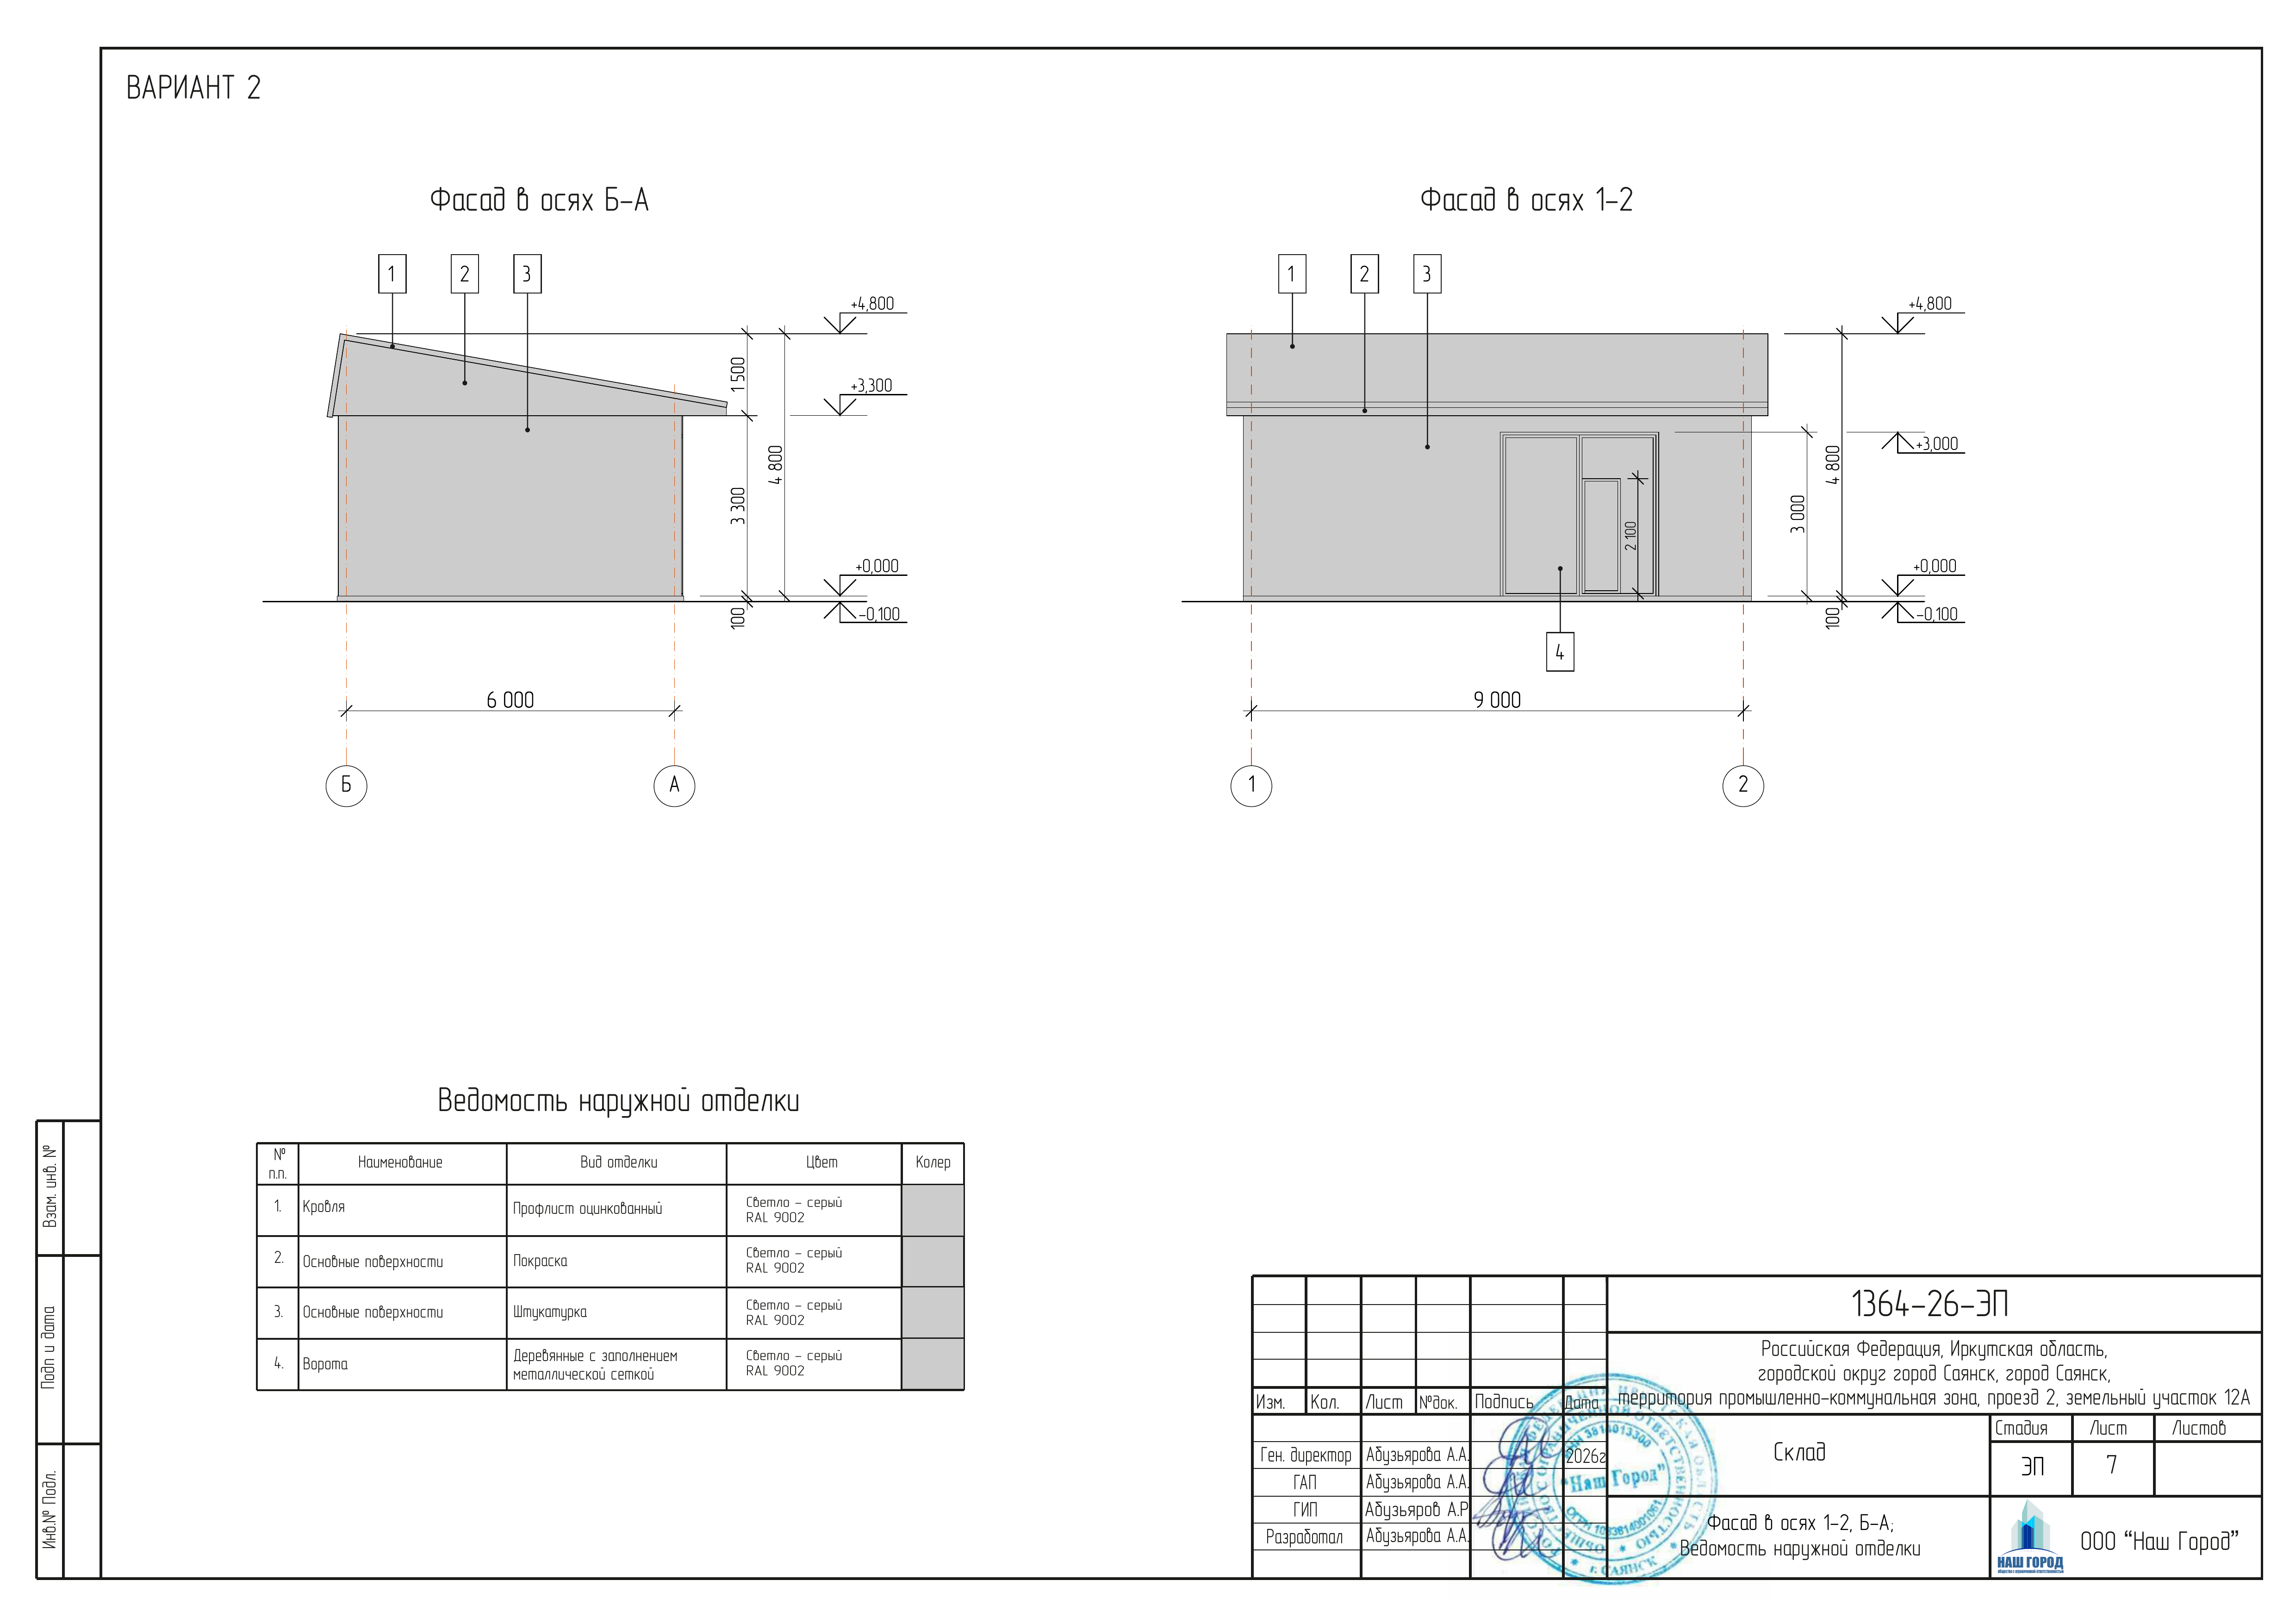 ВАРИАНТ 2
Фасад в осях Б-А
Фасад в осях 1-2
1 2 3
1 2 3
+4,800
+3,300
+0,000
-0,100
1 500
3 300
4 800
100
6 000
Б А
+4,800
+3,000
+0,000
-0,100
2 100
3 000
4 800
100
4
9 000
1 2
Ведомость наружной отделки
№ п.п. Наименование Вид отделки Цвет Колер
1. Кровля Профлист оцинкованный Светло - серый RAL 9002
2. Основные поверхности Покраска Светло - серый RAL 9002
3. Основные поверхности Штукатурка Светло - серый RAL 9002
4. Ворота Деревянные с заполнением металлической сеткой Светло - серый RAL 9002
Взам. инв. №
Подп и дата
Инв.№ Подл.
1364-26-ЭП
Российская Федерация, Иркутская область,
городской округ город Саянск, город Саянск,
территория промышленно-коммунальная зона, проезд 2, земельный участок 12А
Изм. Кол. Лист №док. Подпись Дата
Ген. директор Абузьярова А.А. 2026г
ГАП Абузьярова А.А.
ГИП Абузьяров А.Р
Разработал Абузьярова А.А.
Склад
Стадия Лист Листов
ЭП 7
Фасад в осях 1-2, Б-А;
Ведомость наружной отделки
ООО “Наш Город”
НАШ ГОРОД
"Наш Город"
ИНН 3814013300
г. САЯНСК